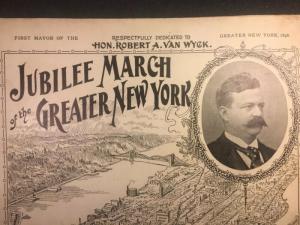 FIRST MAYOR OF THE
RESPECTFULLY DEDICATED TO
HON. ROBERT A. VAN WYCK.
GREATER NEW YORK, 1898.
JUBILEE MARCH
of the
GREATER NEW YORK